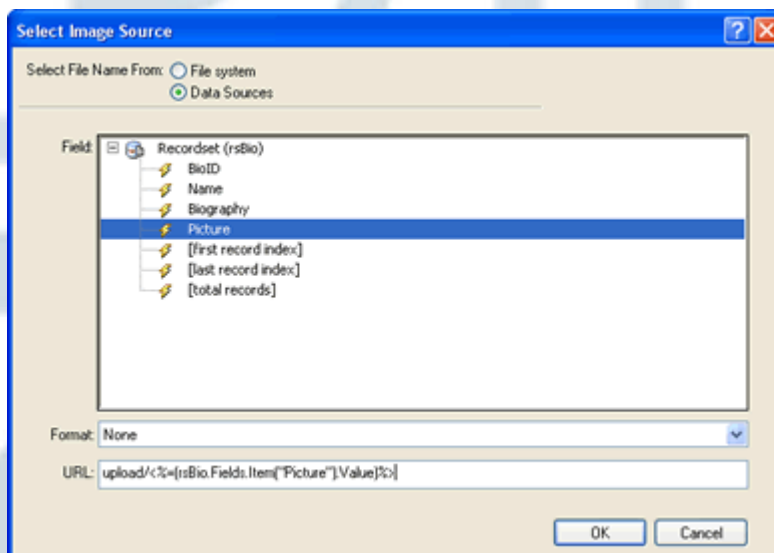 Select Image Source
Select File Name From: File system
Data Sources
Field: Recordset (rsBio)
BioID
Name
Biography
Picture
[first record index]
[last record index]
[total records]
Format: None
URL: upload/<%=(rsBio.Fields.Item("Picture").Value)%>
OK Cancel